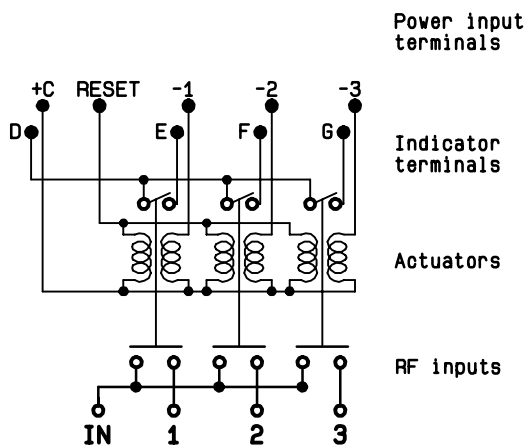 Power input
terminals
+C RESET -1 -2 -3
D E F G
Indicator
terminals
Actuators
RF inputs
IN 1 2 3